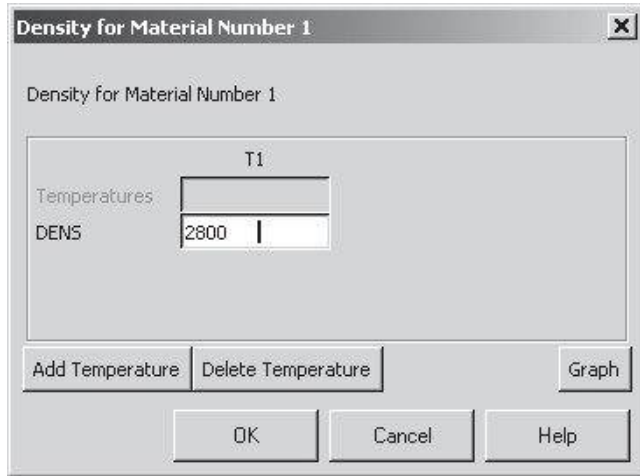 Density for Material Number 1
Density for Material Number 1
T1
Temperatures
DENS 2800
Add Temperature Delete Temperature Graph
OK Cancel Help